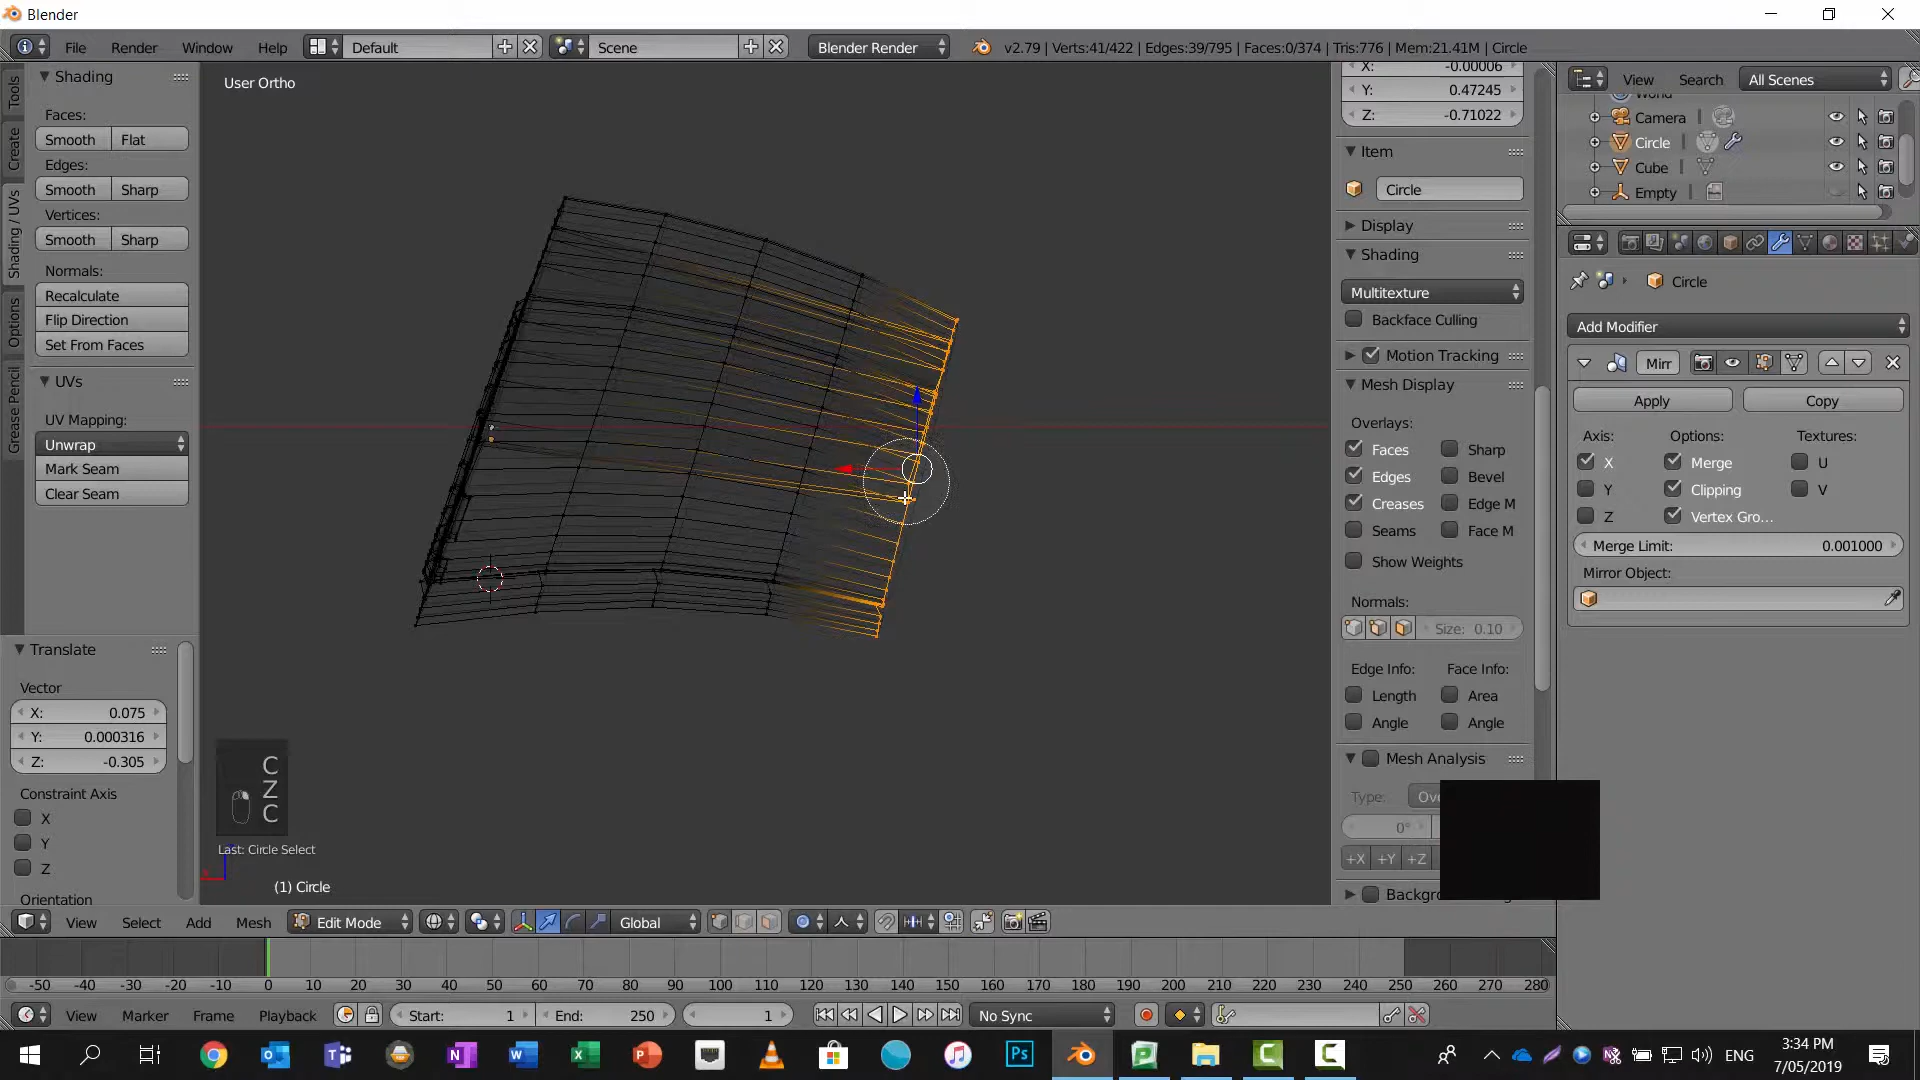 Blender
File Render Window Help Default Scene Blender Render v2.79 | Verts:41/422 | Edges:39/795 | Faces:0/374 | Tris:776 | Mem:21.41M | Circle
Tools
Create
Shading / UVs
Options
Grease Pencil
Shading
Faces:
Smooth Flat
Edges:
Smooth Sharp
Vertices:
Smooth Sharp
Normals:
Recalculate
Flip Direction
Set From Faces
UVs
UV Mapping:
Unwrap
Mark Seam
Clear Seam
Translate
Vector
X: 0.075
Y: 0.000316
Z: -0.305
Constraint Axis
X
Y
Z
Orientation
User Ortho
C
Z
C
Last: Circle Select
(1) Circle
X: -0.00006
Y: 0.47245
Z: -0.71022
Item
Circle
Display
Shading
Multitexture
Backface Culling
Motion Tracking
Mesh Display
Overlays:
Faces Sharp
Edges Bevel
Creases Edge M
Seams Face M
Show Weights
Normals:
Size: 0.10
Edge Info: Face Info:
Length Area
Angle Angle
Mesh Analysis
Type: Ove
0°
+X +Y +Z
Backgro
View Search All Scenes
World
Camera
Circle
Cube
Empty
Circle
Add Modifier
Mirr
Apply Copy
Axis: Options: Textures:
X Merge U
Y Clipping V
Z Vertex Gro...
Merge Limit: 0.001000
Mirror Object:
View Select Add Mesh Edit Mode Global
-50 -40 -30 -20 -10 0 10 20 30 40 50 60 70 80 90 100 110 120 130 140 150 160 170 180 190 200 210 220 230 240 250 260 270 280
View Marker Frame Playback Start: 1 End: 250 1 No Sync
ENG
3:34 PM
7/05/2019